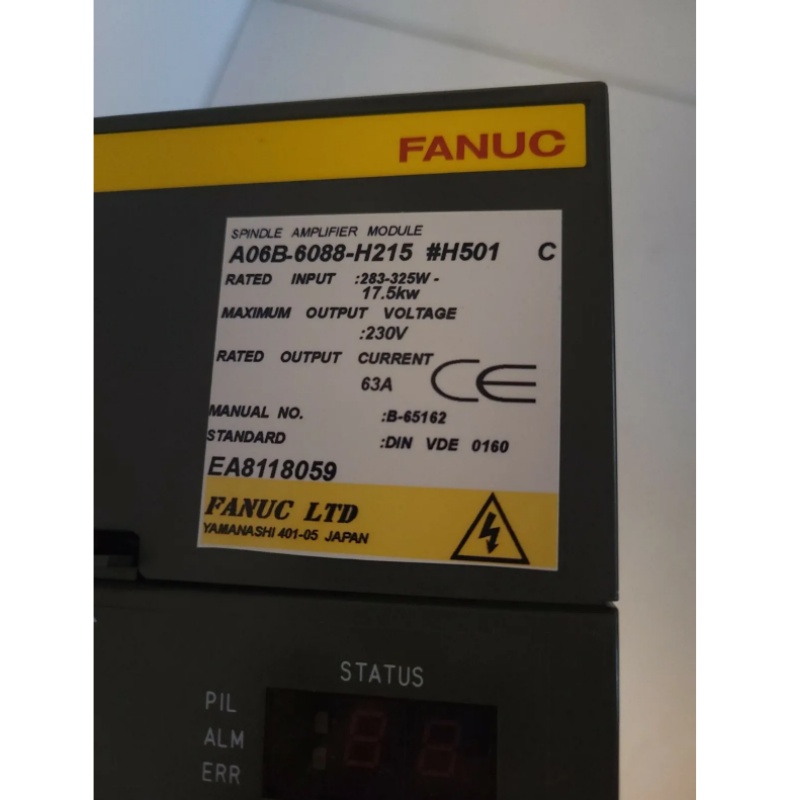 FANUC
SPINDLE AMPLIFIER MODULE
A06B-6088-H215 #H501 C
RATED INPUT :283-325W -
17.5kw
MAXIMUM OUTPUT VOLTAGE
:230V
RATED OUTPUT CURRENT
63A
CE
MANUAL NO. :B-65162
STANDARD :DIN VDE 0160
EA8118059
FANUC LTD
YAMANASHI 401-05 JAPAN
STATUS
PIL
ALM
ERR